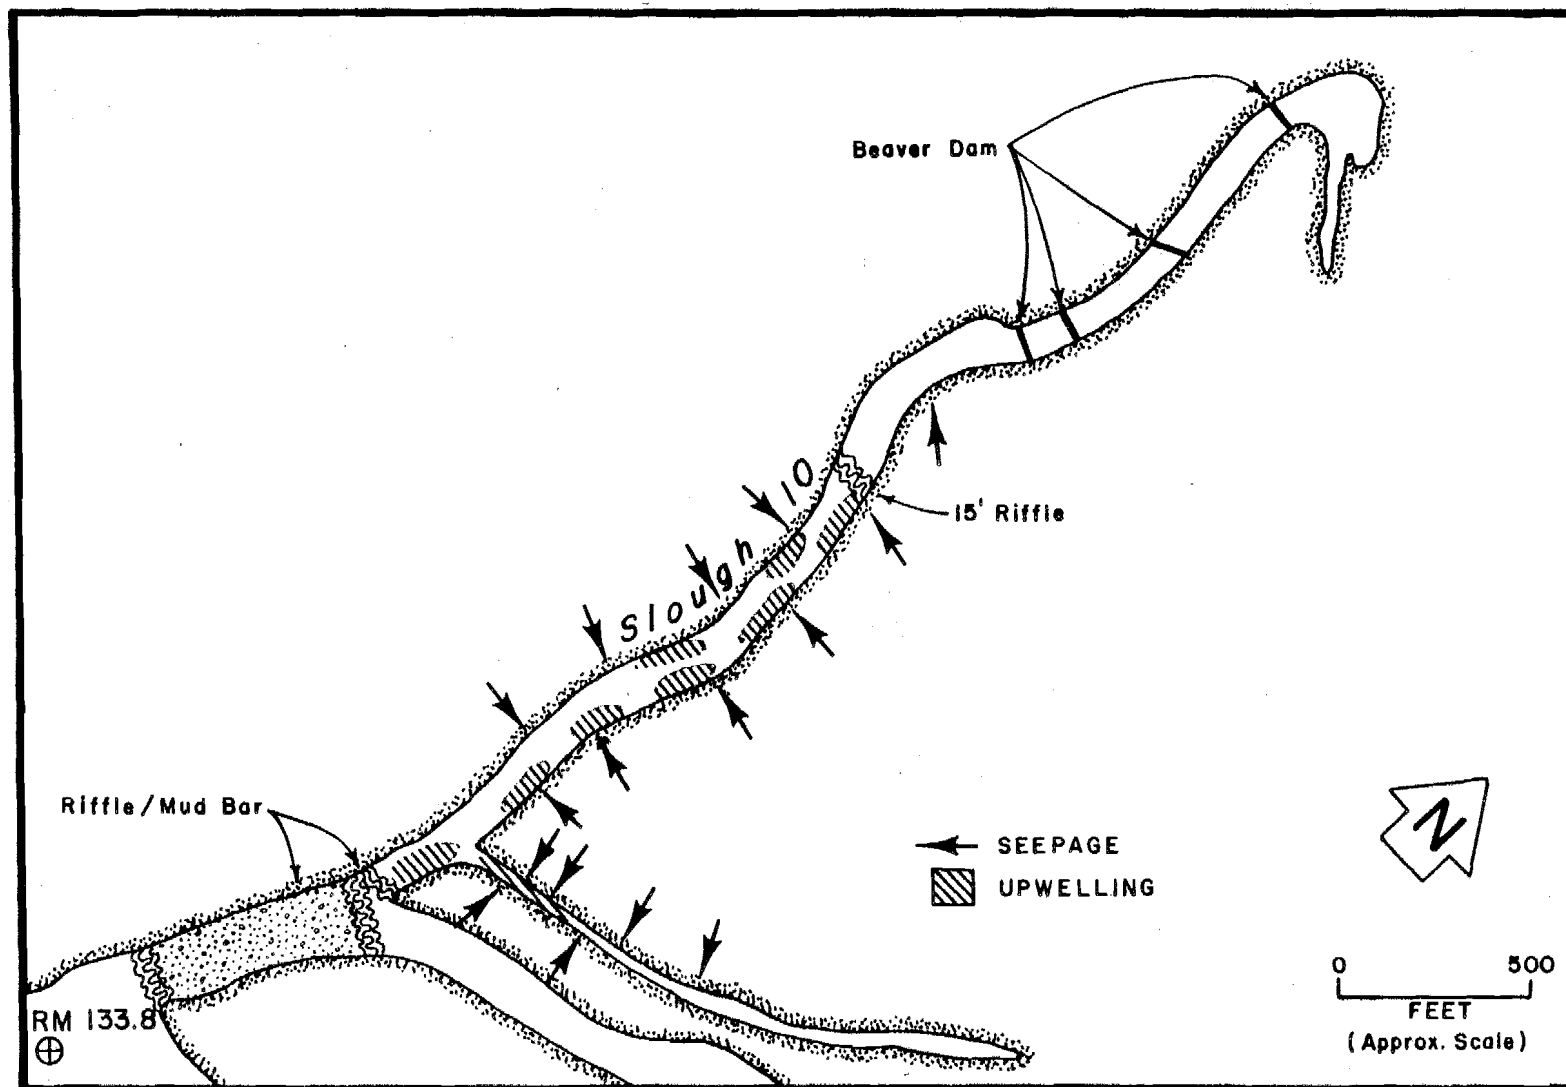 Beaver Dam
15' Riffle
Slough 10
Riffle/Mud Bar
N
SEEPAGE
UPWELLING
0 500
FEET
(Approx. Scale)
RM 133.8